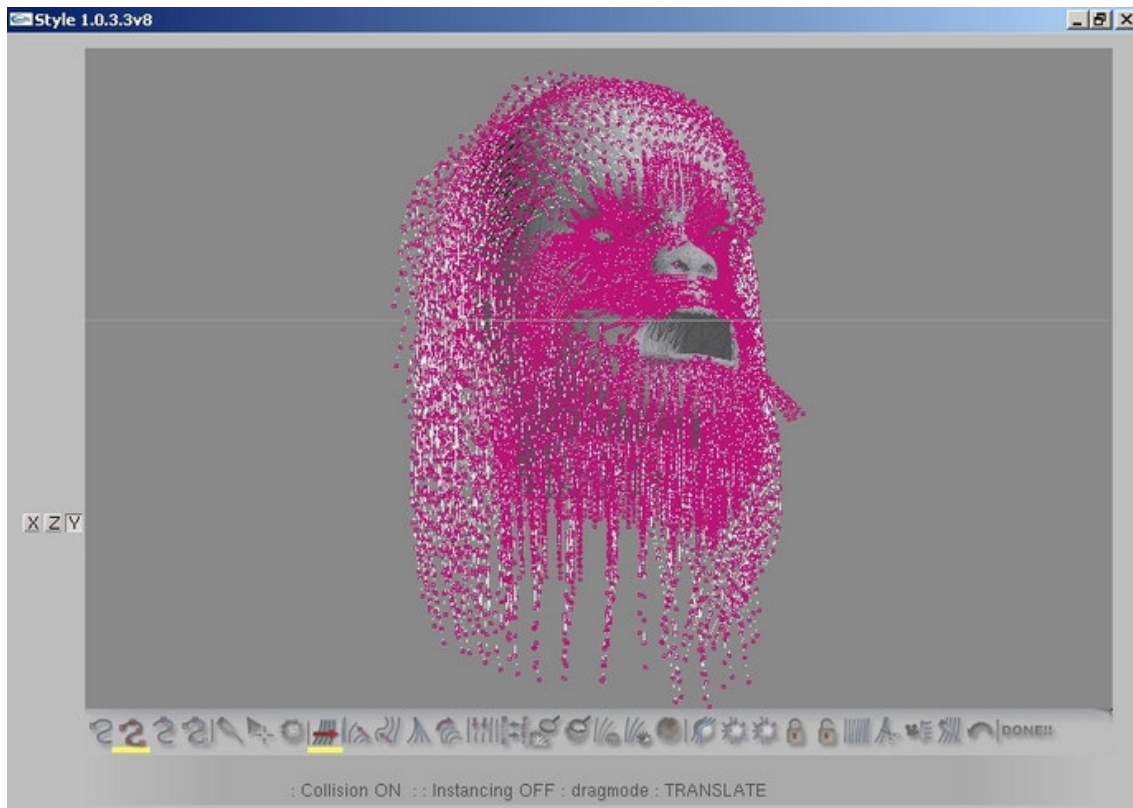 Style 1.0.3.3v8
X Z Y
DONE!!
: Collision ON : : Instancing OFF : dragmode : TRANSLATE